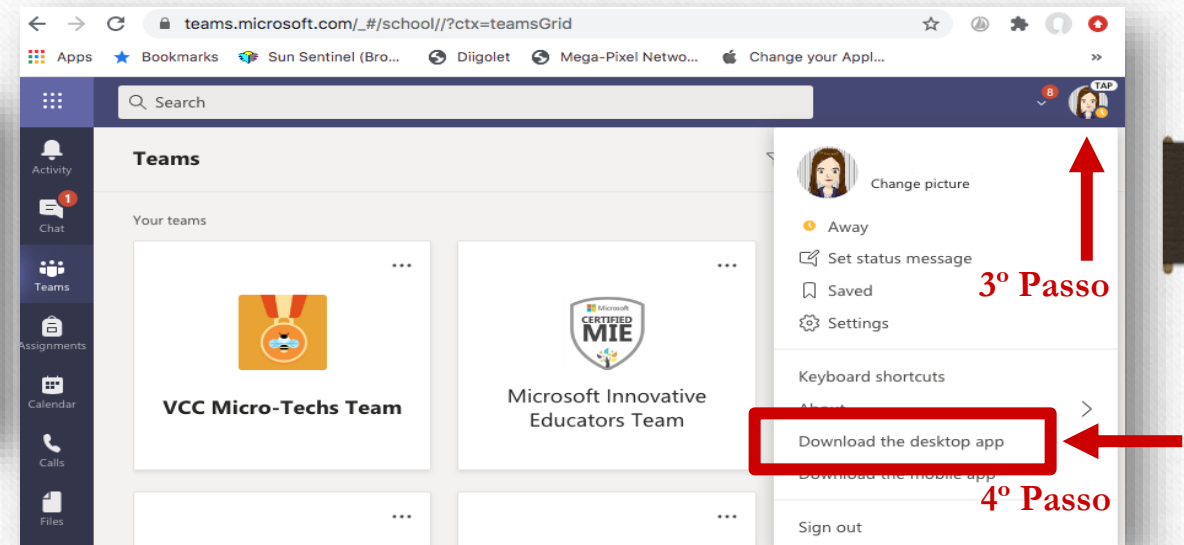 teams.microsoft.com/_#/school//?ctx=teamsGrid
Apps Bookmarks Sun Sentinel (Bro... Diigolet Mega-Pixel Netwo... Change your Appl... »
Search
8
TAP
Activity
1
Chat
Teams
Assignments
Calendar
Calls
Files
Teams
Your teams
...
VCC Micro-Techs Team
...
Microsoft
CERTIFIED
MIE
Microsoft Innovative
Educators Team
...
...
Change picture
Away
Set status message
Saved
Settings
Keyboard shortcuts
About
Download the desktop app
Download the mobile app
Sign out
3º Passo
4º Passo